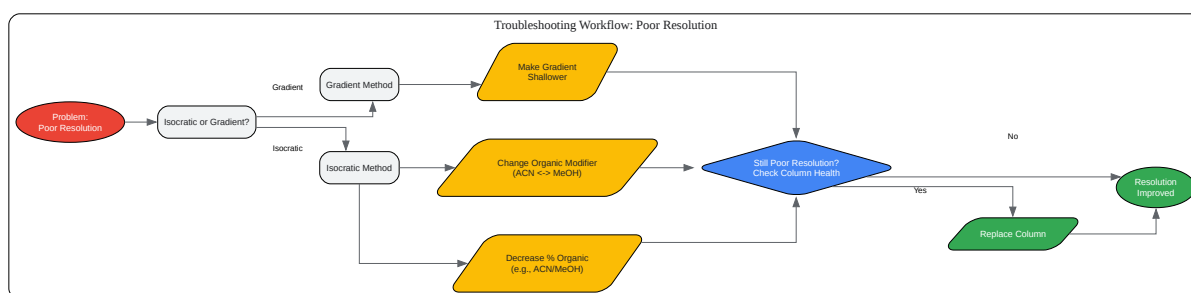 Troubleshooting Workflow: Poor Resolution
Problem:
Poor Resolution
Isocratic or Gradient?
Gradient
Isocratic
Gradient Method
Isocratic Method
Make Gradient
Shallower
Change Organic Modifier
(ACN <-> MeOH)
Decrease % Organic
(e.g., ACN/MeOH)
Still Poor Resolution?
Check Column Health
No
Yes
Replace Column
Resolution
Improved